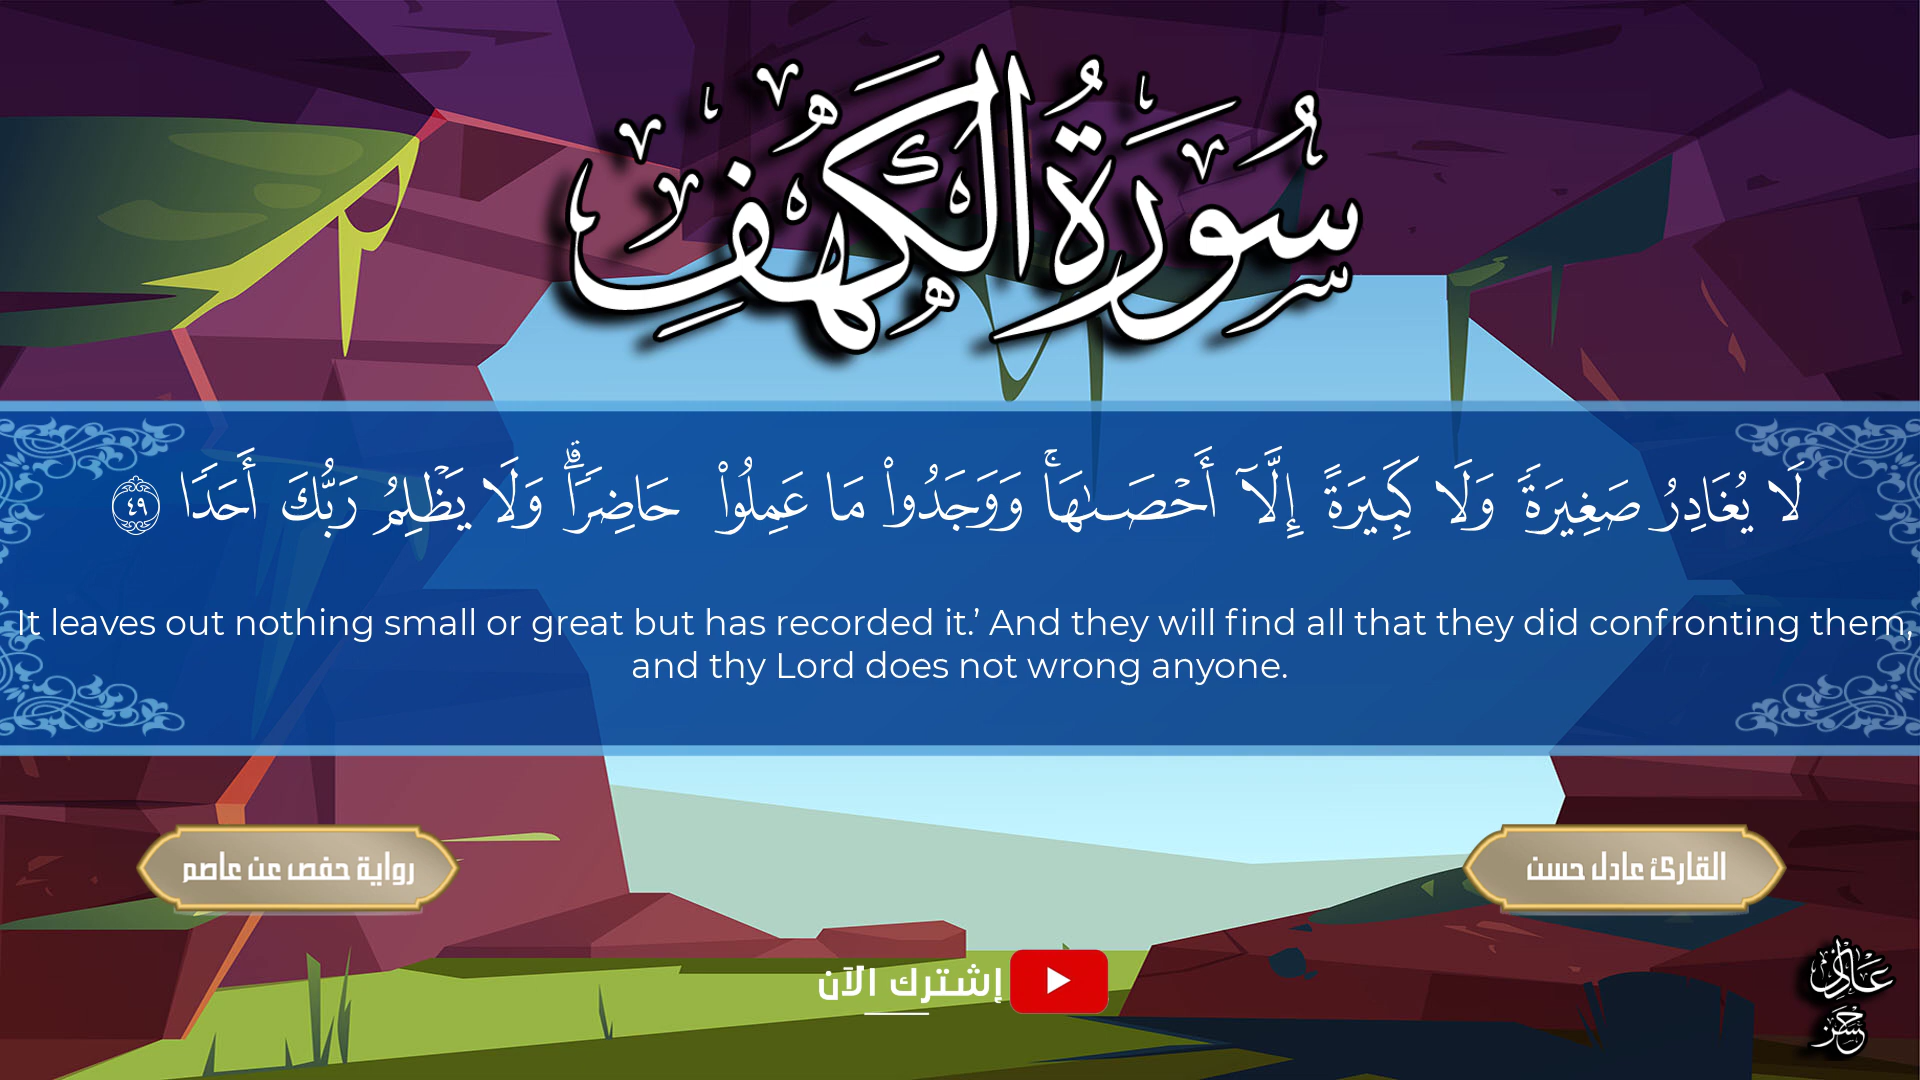 سُورَةُ الكَهْفِ
لَا يُغَادِرُ صَغِيرَةً وَلَا كَبِيرَةً إِلَّآ أَحْصَىٰهَاۚ وَوَجَدُوا۟ مَا عَمِلُوا۟ حَاضِرًاۗ وَلَا يَظْلِمُ رَبُّكَ أَحَدًا ٤٩
It leaves out nothing small or great but has recorded it.’ And they will find all that they did confronting them,
and thy Lord does not wrong anyone.
القارئ عادل حسن
رواية حفص عن عاصم
إشترك الآن
عادل
حسن